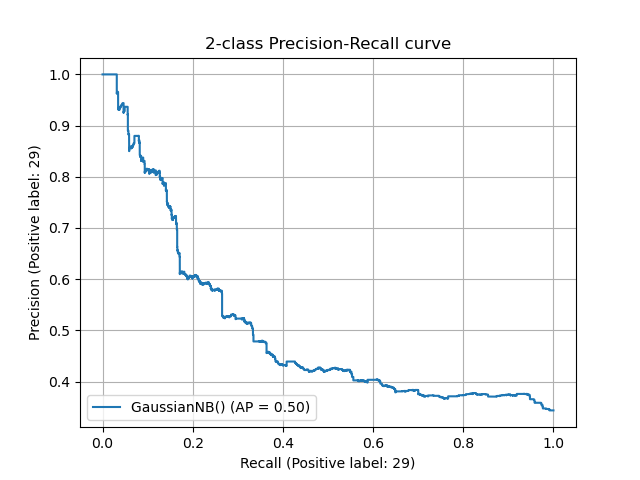 2-class Precision-Recall curve
1.0
0.9
0.8
0.7
0.6
0.5
0.4
Precision (Positive label: 29)
GaussianNB() (AP = 0.50)
0.0 0.2 0.4 0.6 0.8 1.0
Recall (Positive label: 29)